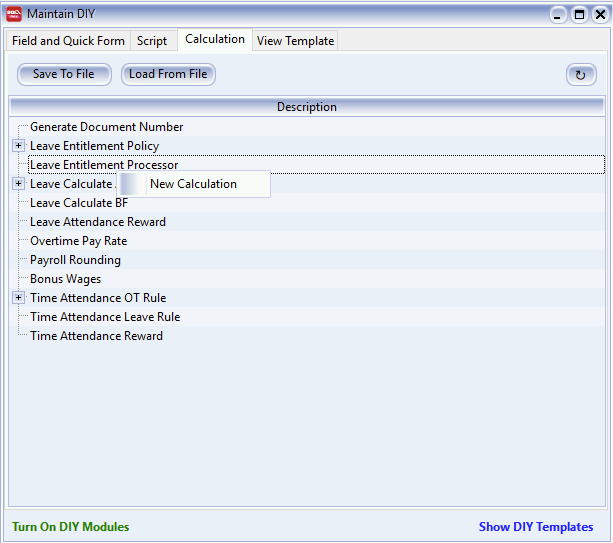 Maintain DIY
Field and Quick Form Script Calculation View Template
Save To File Load From File
Description
Generate Document Number
Leave Entitlement Policy
Leave Entitlement Processor
Leave Calculate
New Calculation
Leave Calculate BF
Leave Attendance Reward
Overtime Pay Rate
Payroll Rounding
Bonus Wages
Time Attendance OT Rule
Time Attendance Leave Rule
Time Attendance Reward
Turn On DIY Modules Show DIY Templates